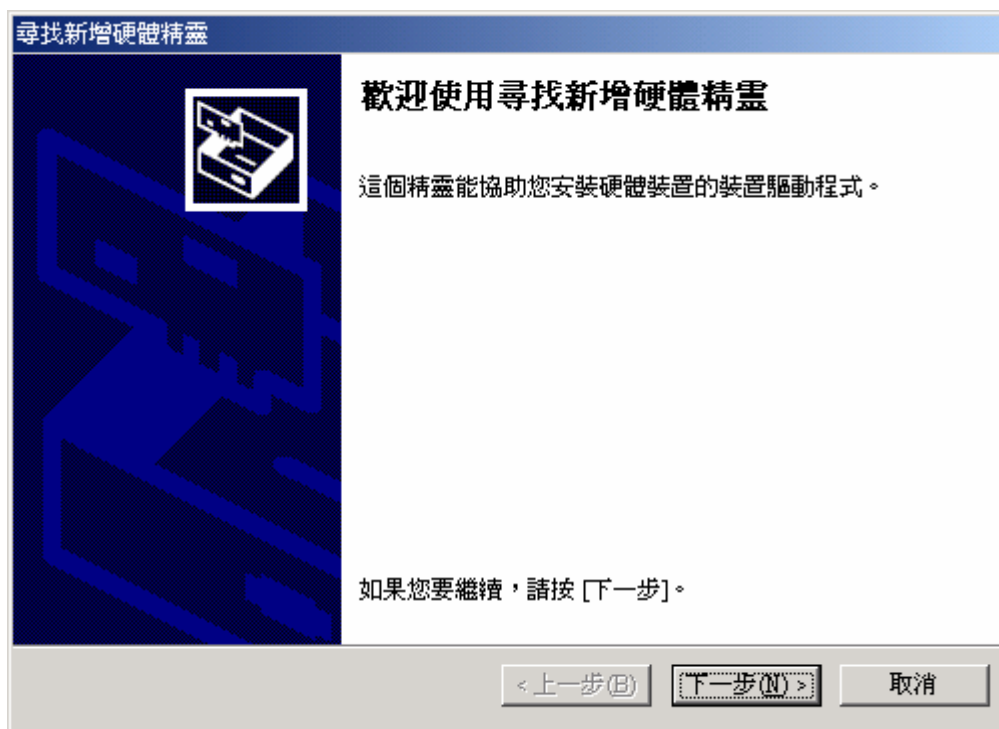 尋找新增硬體精靈
歡迎使用尋找新增硬體精靈
這個精靈能協助您安裝硬體裝置的裝置驅動程式。
如果您要繼續，請按 [下一步]。
< 上一步(B)
下一步(N) >
取消